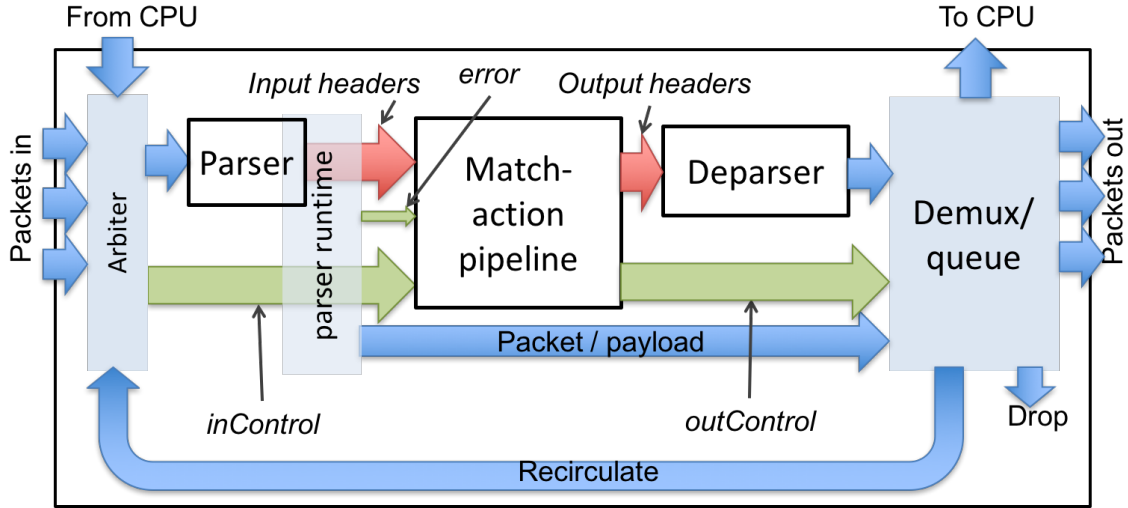 From CPU
To CPU
Input headers
error
Output headers
Packets in
Arbiter
Parser
parser runtime
Match-
action
pipeline
Deparser
Demux/
queue
Packets out
Packet / payload
inControl
outControl
Drop
Recirculate